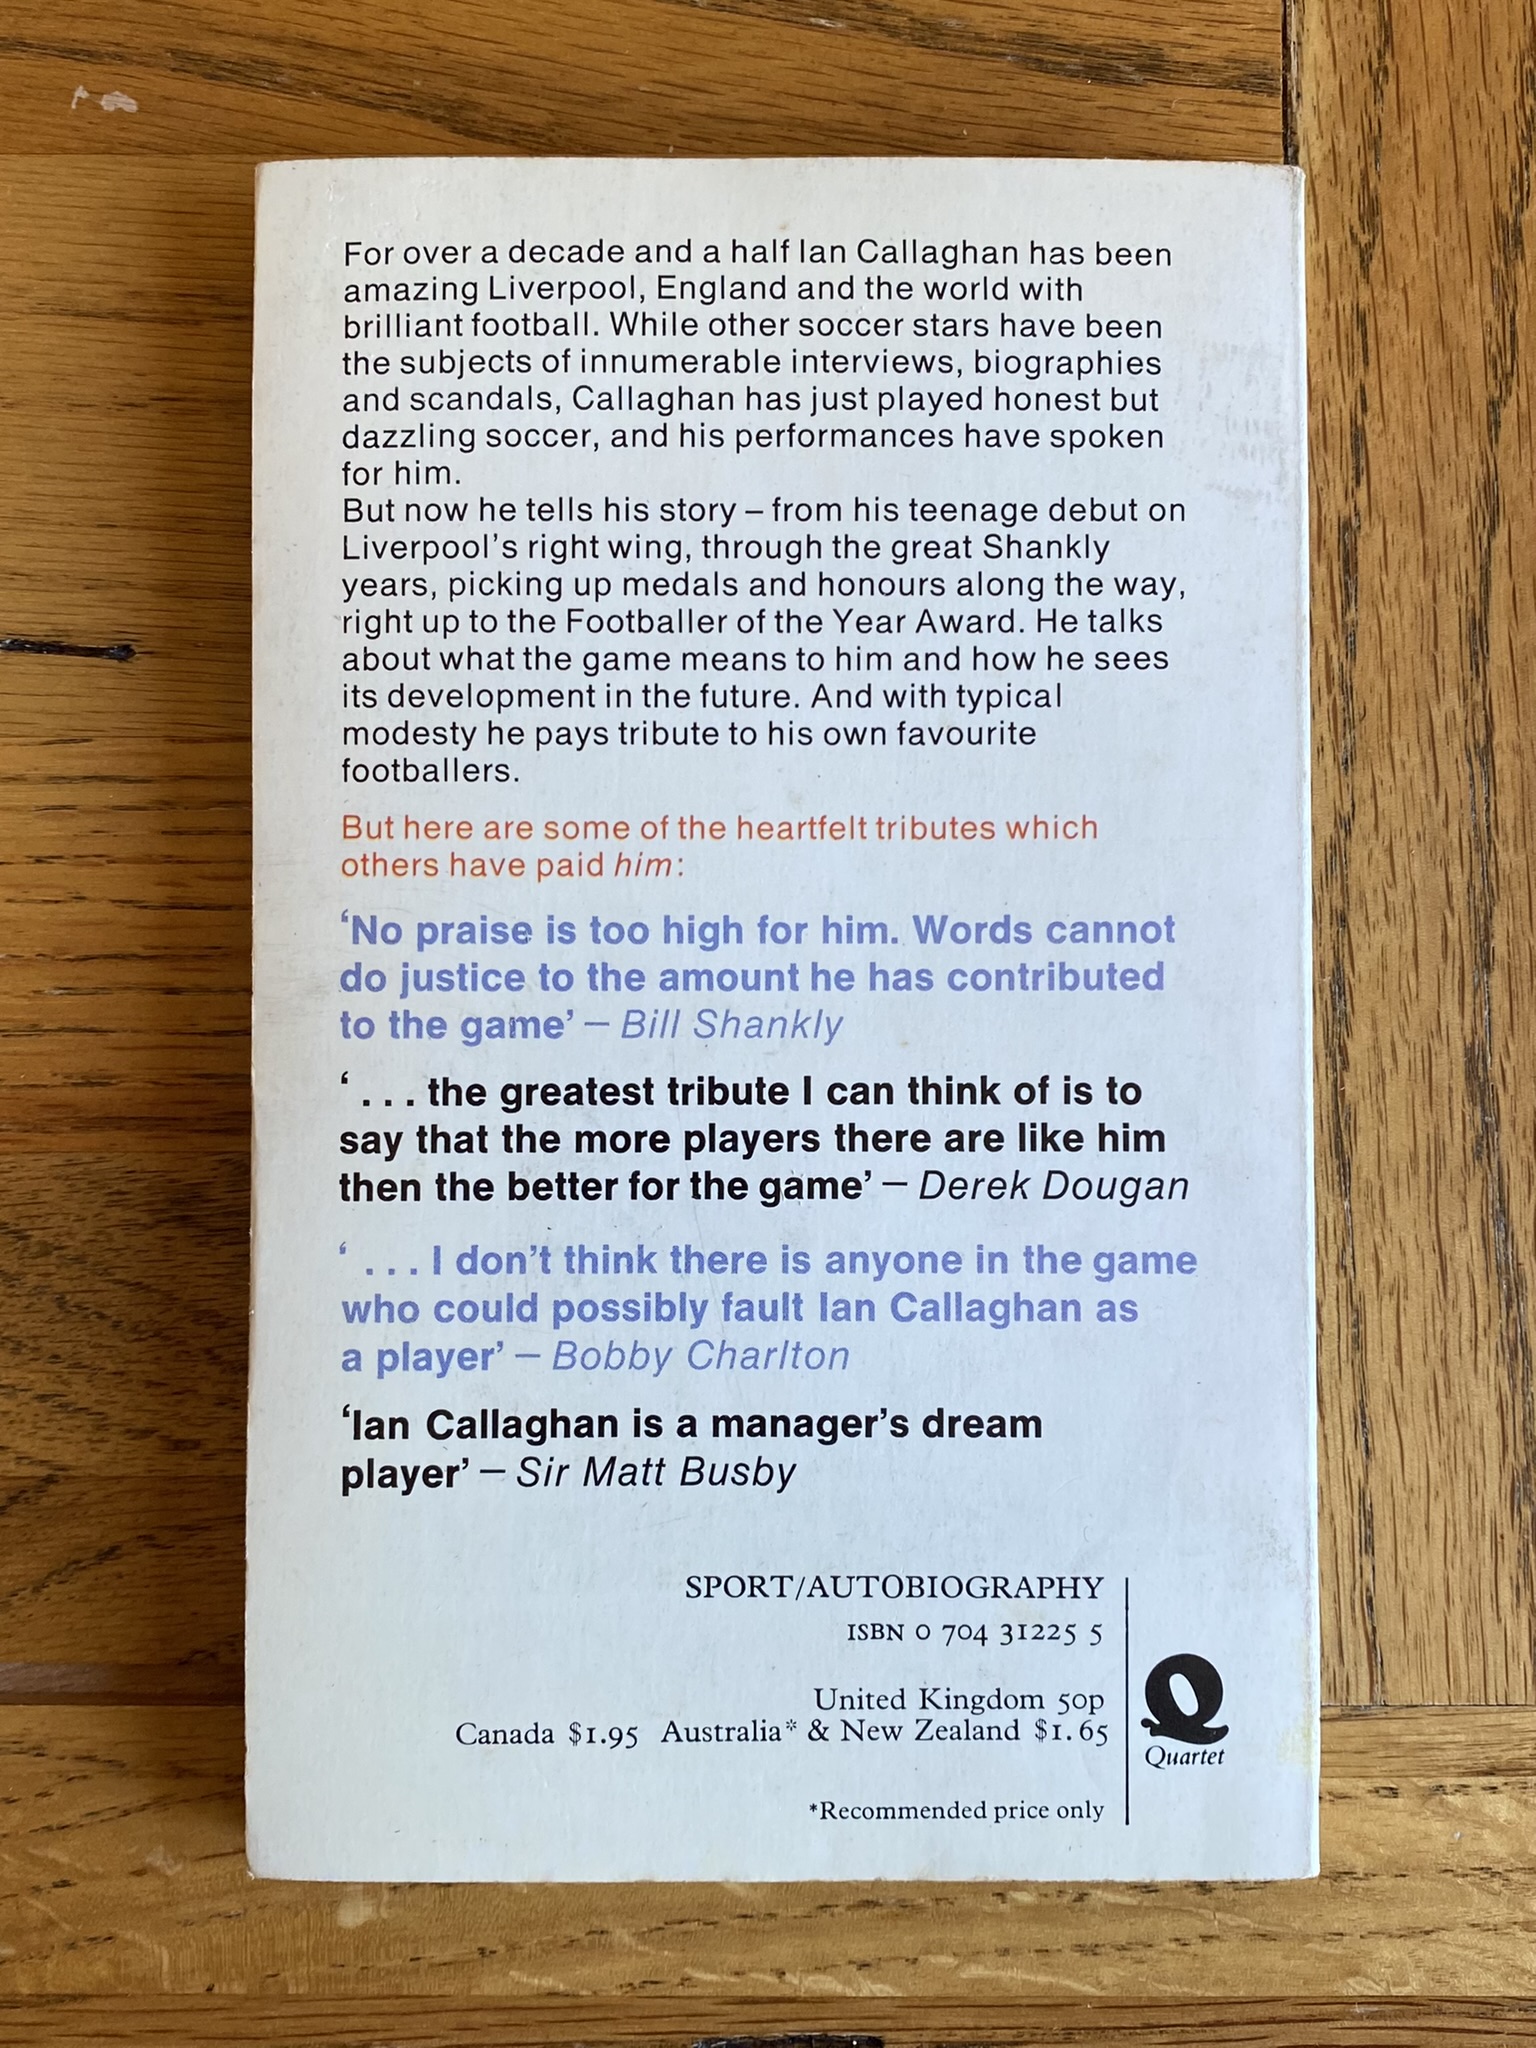 For over a decade and a half Ian Callaghan has been
amazing Liverpool, England and the world with
brilliant football. While other soccer stars have been
the subjects of innumerable interviews, biographies
and scandals, Callaghan has just played honest but
dazzling soccer, and his performances have spoken
for him.
But now he tells his story – from his teenage debut on
Liverpool's right wing, through the great Shankly
years, picking up medals and honours along the way,
right up to the Footballer of the Year Award. He talks
about what the game means to him and how he sees
its development in the future. And with typical
modesty he pays tribute to his own favourite
footballers.
But here are some of the heartfelt tributes which
others have paid him:
‘No praise is too high for him. Words cannot
do justice to the amount he has contributed
to the game’ – Bill Shankly
‘ . . . the greatest tribute I can think of is to
say that the more players there are like him
then the better for the game’ – Derek Dougan
‘ . . . I don’t think there is anyone in the game
who could possibly fault Ian Callaghan as
a player’ – Bobby Charlton
‘Ian Callaghan is a manager’s dream
player’ – Sir Matt Busby
SPORT/AUTOBIOGRAPHY
ISBN 0 704 31225 5
United Kingdom 50p
Canada $1.95 Australia* & New Zealand $1.65
Quartet
*Recommended price only